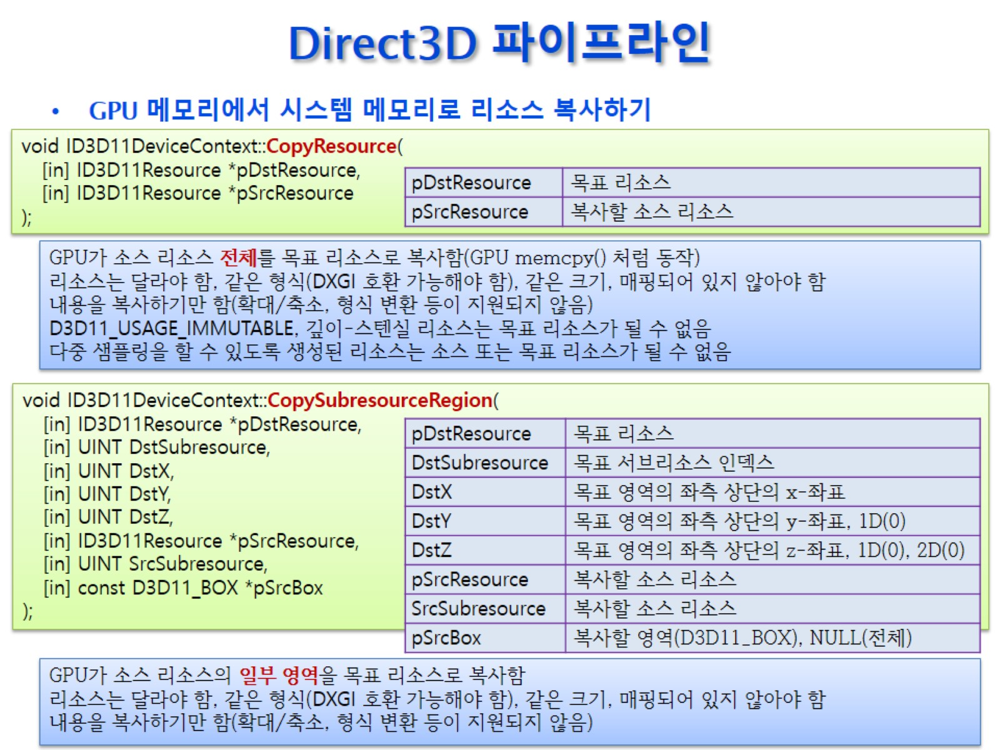 Direct3D 파이프라인
• GPU 메모리에서 시스템 메모리로 리소스 복사하기
void ID3D11DeviceContext::CopyResource(
[in] ID3D11Resource *pDstResource,
[in] ID3D11Resource *pSrcResource
);
pDstResource 목표 리소스
pSrcResource 복사할 소스 리소스
GPU가 소스 리소스 전체를 목표 리소스로 복사함(GPU memcpy() 처럼 동작)
리소스는 달라야 함, 같은 형식(DXGI 호환 가능해야 함), 같은 크기, 매핑되어 있지 않아야 함
내용을 복사하기만 함(확대/축소, 형식 변환 등이 지원되지 않음)
D3D11_USAGE_IMMUTABLE, 깊이-스텐실 리소스는 목표 리소스가 될 수 없음
다중 샘플링을 할 수 있도록 생성된 리소스는 소스 또는 목표 리소스가 될 수 없음
void ID3D11DeviceContext::CopySubresourceRegion(
[in] ID3D11Resource *pDstResource,
[in] UINT DstSubresource,
[in] UINT DstX,
[in] UINT DstY,
[in] UINT DstZ,
[in] ID3D11Resource *pSrcResource,
[in] UINT SrcSubresource,
[in] const D3D11_BOX *pSrcBox
);
pDstResource 목표 리소스
DstSubresource 목표 서브리소스 인덱스
DstX 목표 영역의 좌측 상단의 x-좌표
DstY 목표 영역의 좌측 상단의 y-좌표, 1D(0)
DstZ 목표 영역의 좌측 상단의 z-좌표, 1D(0), 2D(0)
pSrcResource 복사할 소스 리소스
SrcSubresource 복사할 소스 리소스
pSrcBox 복사할 영역(D3D11_BOX), NULL(전체)
GPU가 소스 리소스의 일부 영역을 목표 리소스로 복사함
리소스는 달라야 함, 같은 형식(DXGI 호환 가능해야 함), 같은 크기, 매핑되어 있지 않아야 함
내용을 복사하기만 함(확대/축소, 형식 변환 등이 지원되지 않음)